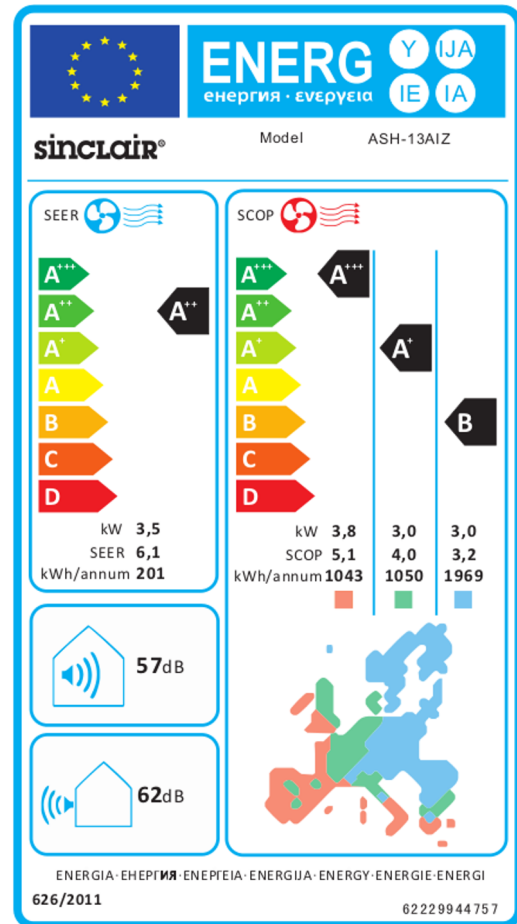 ENERG
енергия · ενεργεια
Y IJA
IE IA
sinclair®
Model ASH-13AIZ
SEER
A+++
A++
A+
A
B
C
D
A++
kW 3,5
SEER 6,1
kWh/annum 201
SCOP
A+++
A++
A+
A
B
C
D
A+++
A+
B
kW 3,8 3,0 3,0
SCOP 5,1 4,0 3,2
kWh/annum 1043 1050 1969
57dB
62dB
ENERGIA·ЕНЕРГИЯ·ΕΝΕΡΓΕΙΑ·ENERGIJA·ENERGY·ENERGIE·ENERGI
626/2011
62229944757